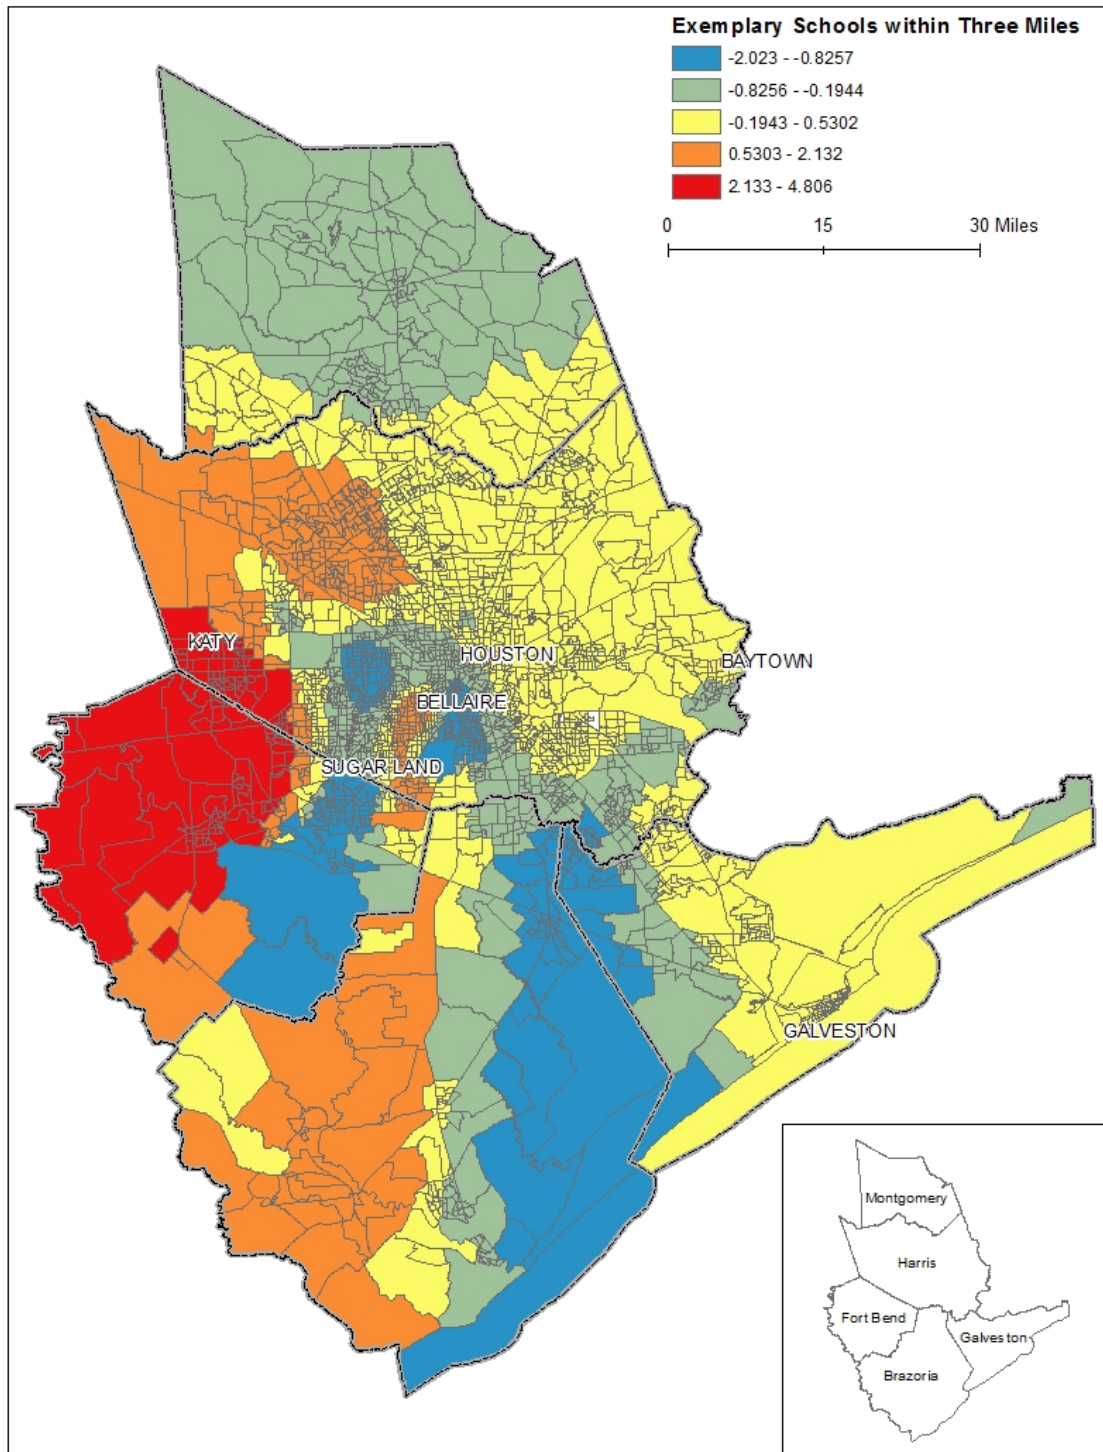 Exemplary Schools within Three Miles
-2.023 - -0.8257
-0.8256 - -0.1944
-0.1943 - 0.5302
0.5303 - 2.132
2.133 - 4.806
0 15 30 Miles
KATY
HOUSTON
BAYTOWN
BELLAIRE
SUGAR LAND
GALVESTON
Montgomery
Harris
Fort Bend
Galveston
Brazoria